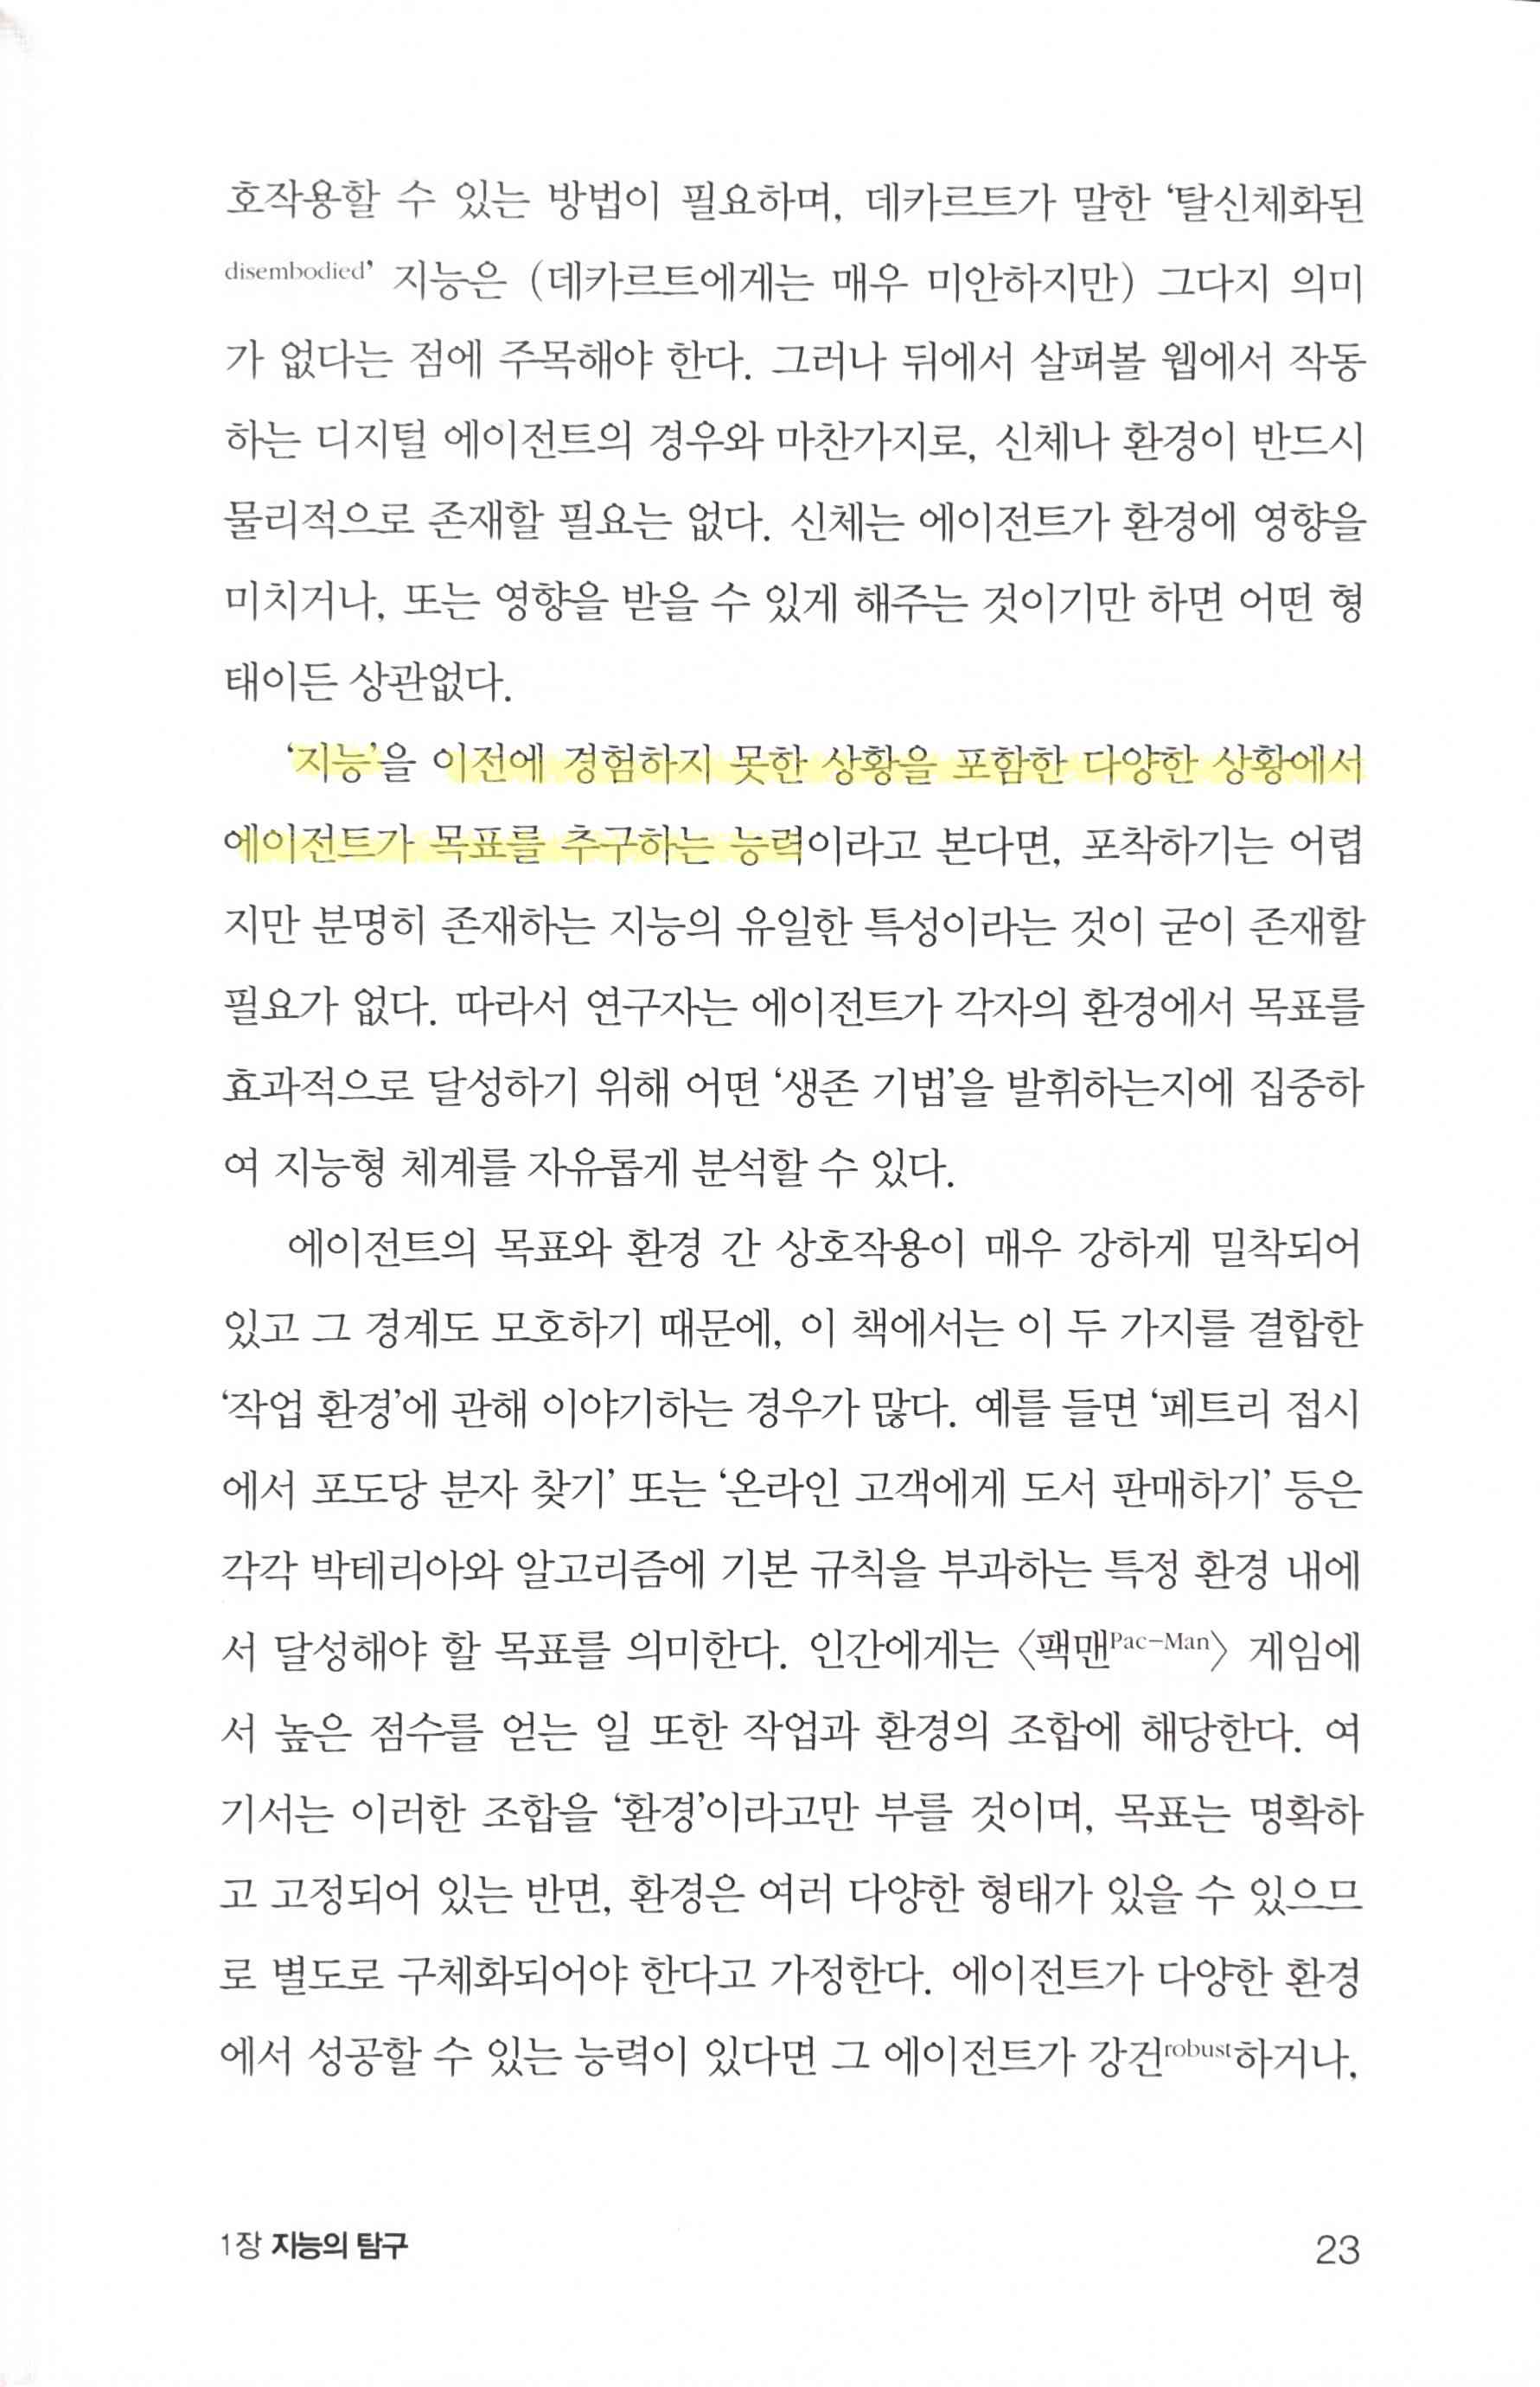 호작용할 수 있는 방법이 필요하며, 데카르트가 말한 ‘탈신체화된
disembodied’ 지능은 (데카르트에게는 매우 미안하지만) 그다지 의미
가 없다는 점에 주목해야 한다. 그러나 뒤에서 살펴볼 웹에서 작동
하는 디지털 에이전트의 경우와 마찬가지로, 신체나 환경이 반드시
물리적으로 존재할 필요는 없다. 신체는 에이전트가 환경에 영향을
미치거나, 또는 영향을 받을 수 있게 해주는 것이기만 하면 어떤 형
태이든 상관없다.
‘지능’을 이전에 경험하지 못한 상황을 포함한 다양한 상황에서
에이전트가 목표를 추구하는 능력이라고 본다면, 포착하기는 어렵
지만 분명히 존재하는 지능의 유일한 특성이라는 것이 굳이 존재할
필요가 없다. 따라서 연구자는 에이전트가 각자의 환경에서 목표를
효과적으로 달성하기 위해 어떤 ‘생존 기법’을 발휘하는지에 집중하
여 지능형 체계를 자유롭게 분석할 수 있다.
에이전트의 목표와 환경 간 상호작용이 매우 강하게 밀착되어
있고 그 경계도 모호하기 때문에, 이 책에서는 이 두 가지를 결합한
‘작업 환경’에 관해 이야기하는 경우가 많다. 예를 들면 ‘페트리 접시
에서 포도당 분자 찾기’ 또는 ‘온라인 고객에게 도서 판매하기’ 등은
각각 박테리아와 알고리즘에 기본 규칙을 부과하는 특정 환경 내에
서 달성해야 할 목표를 의미한다. 인간에게는 〈팩맨Pac-Man〉 게임에
서 높은 점수를 얻는 일 또한 작업과 환경의 조합에 해당한다. 여
기서는 이러한 조합을 ‘환경’이라고만 부를 것이며, 목표는 명확하
고 고정되어 있는 반면, 환경은 여러 다양한 형태가 있을 수 있으므
로 별도로 구체화되어야 한다고 가정한다. 에이전트가 다양한 환경
에서 성공할 수 있는 능력이 있다면 그 에이전트가 강건robust하거나,
1장 지능의 탐구
23